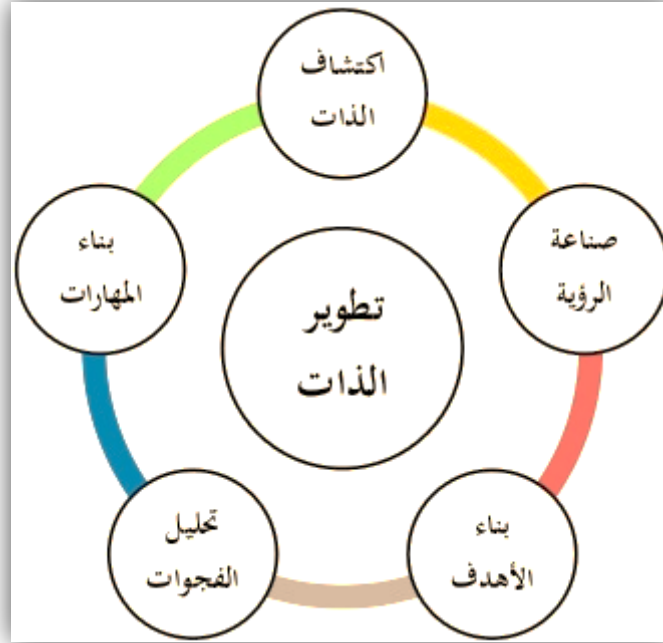 اكتشاف
الذات
صناعة
الرؤية
بناء
الأهدف
تحليل
الفجوات
بناء
المهارات
تطوير
الذات